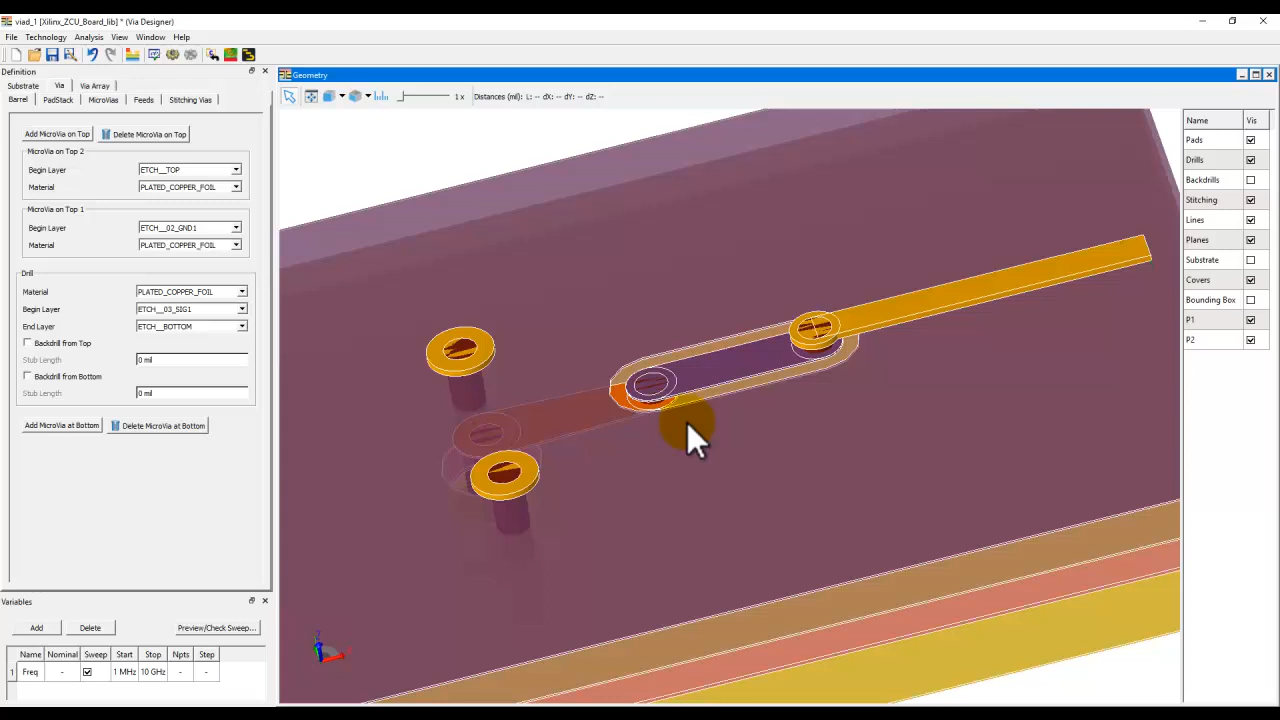 viad_1 [Xilinx_ZCU_Board_lib] * (Via Designer)
File Technology Analysis View Window Help
Definition
Substrate Via Via Array
Barrel PadStack MicroVias Feeds Stitching Vias
Add MicroVia on Top Delete MicroVia on Top
MicroVia on Top 2
Begin Layer ETCH__TOP
Material PLATED_COPPER_FOIL
MicroVia on Top 1
Begin Layer ETCH__02_GND1
Material PLATED_COPPER_FOIL
Drill
Material PLATED_COPPER_FOIL
Begin Layer ETCH__03_SIG1
End Layer ETCH__BOTTOM
Backdrill from Top
Stub Length 0 mil
Backdrill from Bottom
Stub Length 0 mil
Add MicroVia at Bottom Delete MicroVia at Bottom
Variables
Add Delete Preview/Check Sweep...
Name Nominal Sweep Start Stop Npts Step
1 Freq - 1 MHz 10 GHz - -
Geometry
1 x Distances (mil): L: -- dX: -- dY: -- dZ: --
Name Vis
Pads
Drills
Backdrills
Stitching
Lines
Planes
Substrate
Covers
Bounding Box
P1
P2